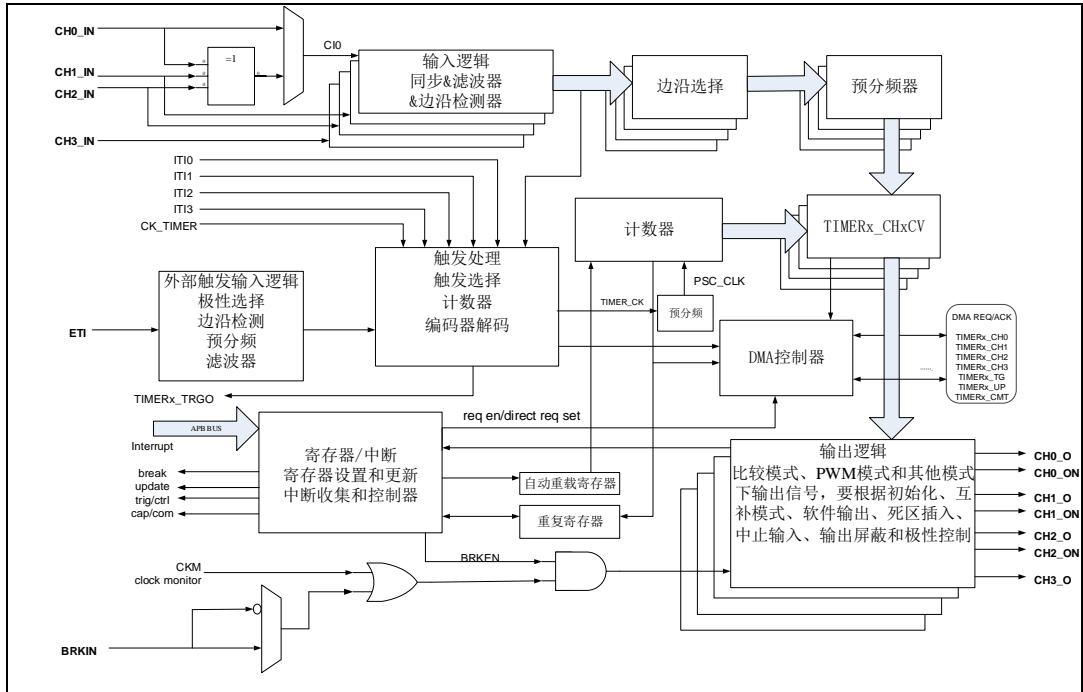 CH0_IN
CH1_IN
CH2_IN
CH3_IN
=1
CI0
输入逻辑
同步&滤波器
&边沿检测器
边沿选择
预分频器
ITI0
ITI1
ITI2
ITI3
CK_TIMER
触发处理
触发选择
计数器
编码器解码
计数器
TIMERx_CHxCV
PSC_CLK
TIMER_CK
预分频
外部触发输入逻辑
极性选择
边沿检测
预分频
滤波器
ETI
DMA控制器
DMA REQ/ACK
TIMERx_CH0
TIMERx_CH1
TIMERx_CH2
TIMERx_CH3
TIMERx_TG
TIMERx_UP
TIMERx_CMT
......
TIMERx_TRGO
req en/direct req set
APB BUS
Interrupt
break
update
trig/ctrl
cap/com
寄存器/中断
寄存器设置和更新
中断收集和控制器
自动重载寄存器
重复寄存器
输出逻辑
比较模式、PWM模式和其他模式
下输出信号，要根据初始化、互
补模式、软件输出、死区插入、
中止输入、输出屏蔽和极性控制
CH0_O
CH0_ON
CH1_O
CH1_ON
CH2_O
CH2_ON
CH3_O
BRKEN
CKM
clock monitor
BRKIN